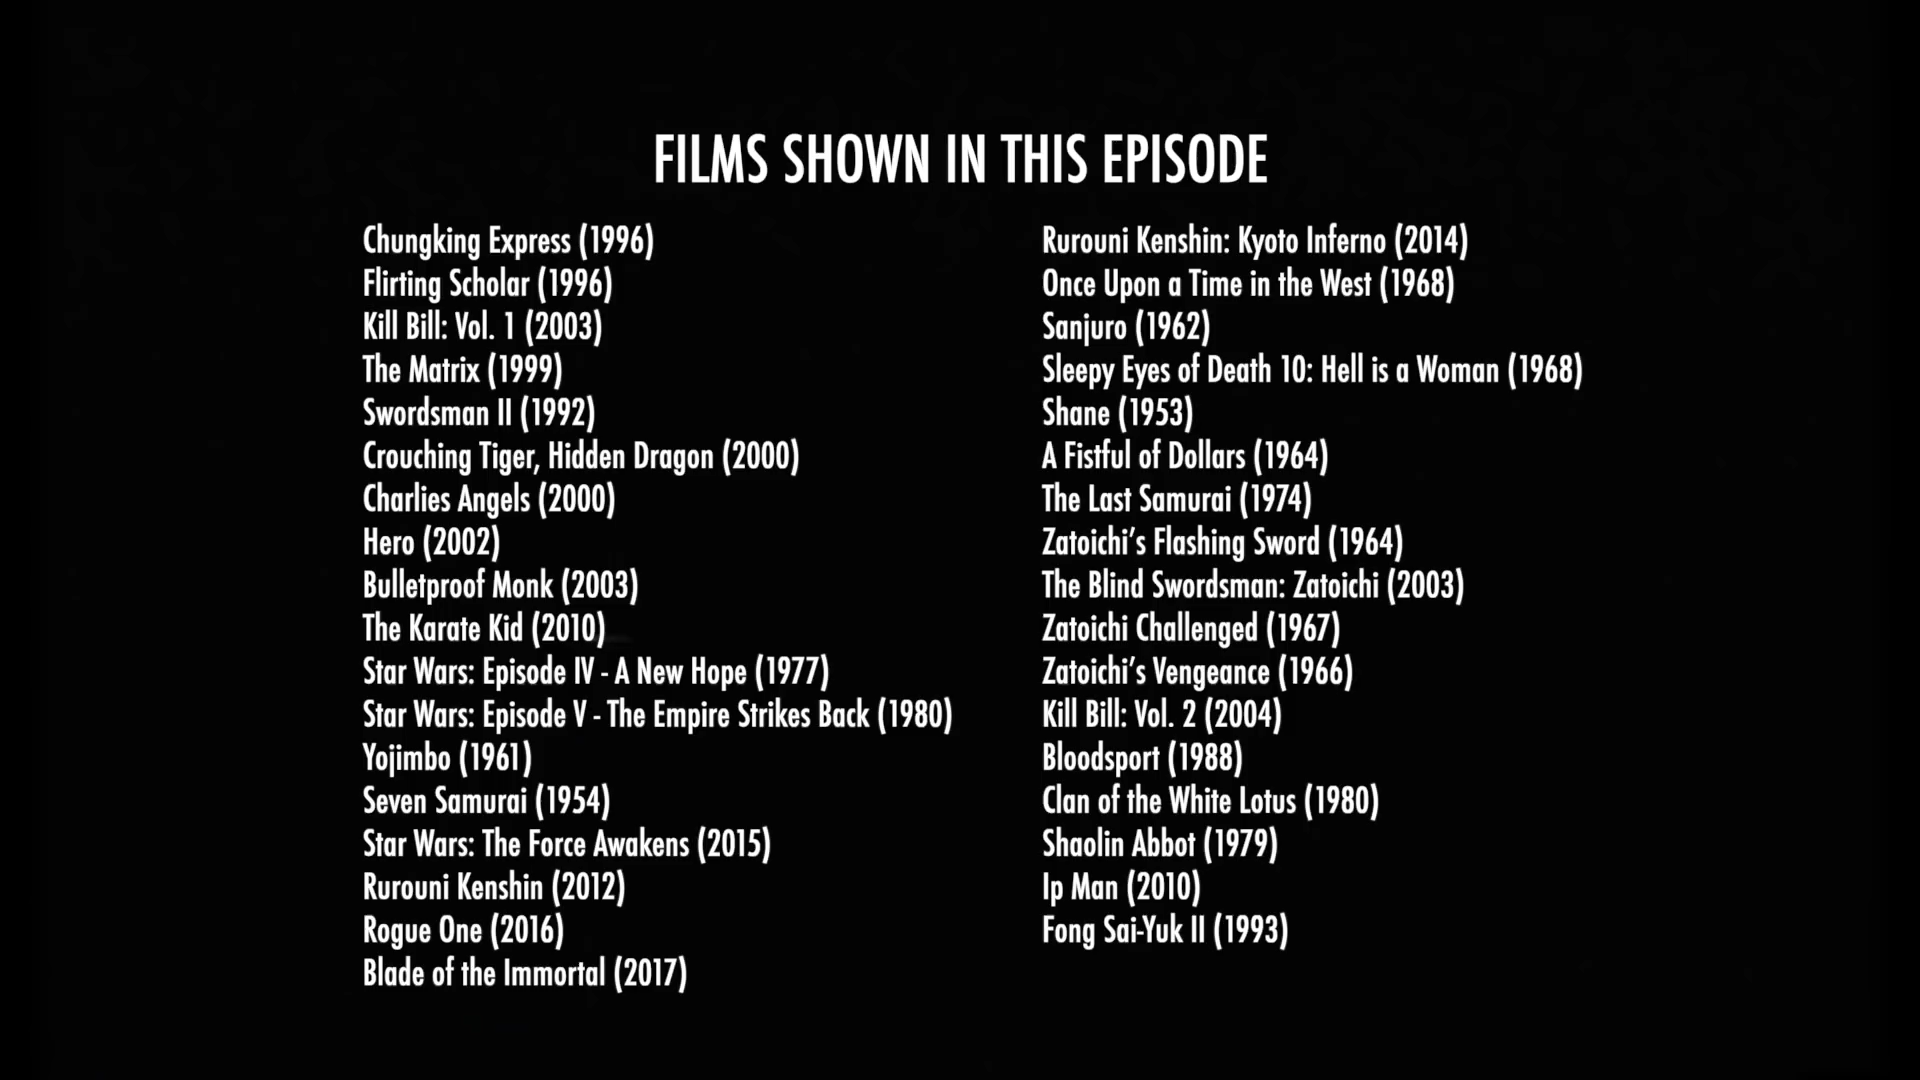 FILMS SHOWN IN THIS EPISODE
Chungking Express (1996)
Flirting Scholar (1996)
Kill Bill: Vol. 1 (2003)
The Matrix (1999)
Swordsman II (1992)
Crouching Tiger, Hidden Dragon (2000)
Charlies Angels (2000)
Hero (2002)
Bulletproof Monk (2003)
The Karate Kid (2010)
Star Wars: Episode IV - A New Hope (1977)
Star Wars: Episode V - The Empire Strikes Back (1980)
Yojimbo (1961)
Seven Samurai (1954)
Star Wars: The Force Awakens (2015)
Rurouni Kenshin (2012)
Rogue One (2016)
Blade of the Immortal (2017)
Rurouni Kenshin: Kyoto Inferno (2014)
Once Upon a Time in the West (1968)
Sanjuro (1962)
Sleepy Eyes of Death 10: Hell is a Woman (1968)
Shane (1953)
A Fistful of Dollars (1964)
The Last Samurai (1974)
Zatoichi’s Flashing Sword (1964)
The Blind Swordsman: Zatoichi (2003)
Zatoichi Challenged (1967)
Zatoichi’s Vengeance (1966)
Kill Bill: Vol. 2 (2004)
Bloodsport (1988)
Clan of the White Lotus (1980)
Shaolin Abbot (1979)
Ip Man (2010)
Fong Sai-Yuk II (1993)